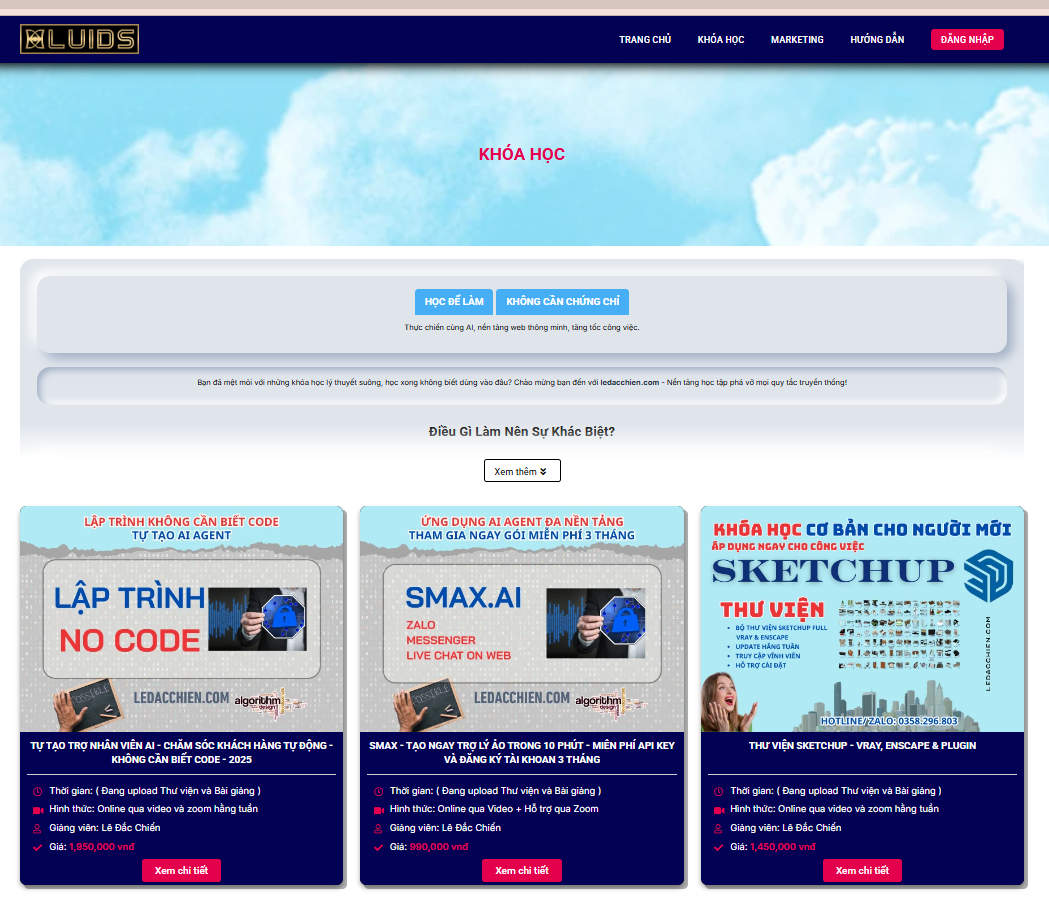 XLUIDS
TRANG CHỦ KHÓA HỌC MARKETING HƯỚNG DẪN ĐĂNG NHẬP
KHÓA HỌC
HỌC ĐỂ LÀM KHÔNG CẦN CHỨNG CHỈ
Thực chiến cùng AI, nền tảng web thông minh, tăng tốc công việc.
Bạn đã mệt mỏi với những khóa học lý thuyết suông, học xong không biết dùng vào đâu? Chào mừng bạn đến với ledacchien.com - Nền tảng học tập phá vỡ mọi quy tắc truyền thống!
Điều Gì Làm Nên Sự Khác Biệt?
Xem thêm
LẬP TRÌNH KHÔNG CẦN BIẾT CODE
TỰ TẠO AI AGENT
LẬP TRÌNH
NO CODE
POSSIBLE
LEDACCHIEN.COM
algorithm
design
TỰ TẠO TRỢ NHÂN VIÊN AI - CHĂM SÓC KHÁCH HÀNG TỰ ĐỘNG -
KHÔNG CẦN BIẾT CODE - 2025
Thời gian: ( Đang upload Thư viện và Bài giảng )
Hình thức: Online qua video và zoom hằng tuần
Giảng viên: Lê Đắc Chiến
Giá: 1,950,000 vnđ
Xem chi tiết
ỨNG DỤNG AI AGENT ĐA NỀN TẢNG
THAM GIA NGAY GÓI MIỄN PHÍ 3 THÁNG
SMAX.AI
ZALO
MESSENGER
LIVE CHAT ON WEB
POSSIBLE
LEDACCHIEN.COM
algorithm
design
SMAX - TẠO NGAY TRỢ LÝ ẢO TRONG 10 PHÚT - MIỄN PHÍ API KEY
VÀ ĐĂNG KÝ TÀI KHOAN 3 THÁNG
Thời gian: ( Đang upload Thư viện và Bài giảng )
Hình thức: Online qua Video + Hỗ trợ qua Zoom
Giảng viên: Lê Đắc Chiến
Giá: 990,000 vnđ
Xem chi tiết
KHÓA HỌC CƠ BẢN CHO NGƯỜI MỚI
ÁP DỤNG NGAY CHO CÔNG VIỆC
SKETCHUP
THƯ VIỆN
BỘ THƯ VIỆN SKETCHUP FULL
VRAY & ENSCAPE
UPDATE HÀNG TUẦN
TRUY CẬP VĨNH VIỄN
HỖ TRỢ CÀI ĐẶT
LEDACCHIEN.COM
HOTLINE/ ZALO: 0358.296.803
THƯ VIỆN SKETCHUP - VRAY, ENSCAPE & PLUGIN
Thời gian: ( Đang upload Thư viện và Bài giảng )
Hình thức: Online qua video và zoom hằng tuần
Giảng viên: Lê Đắc Chiến
Giá: 1,450,000 vnđ
Xem chi tiết